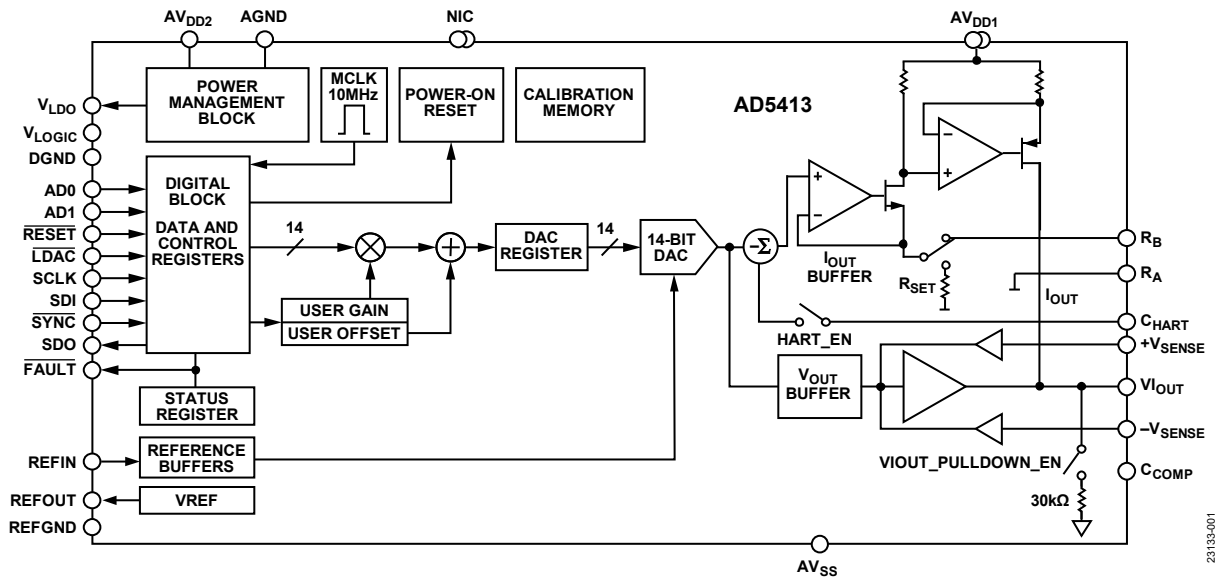 AVDD2
AGND
NIC
AVDD1
VLDO
VLOGIC
DGND
AD0
AD1
RESET
LDAC
SCLK
SDI
SYNC
SDO
FAULT
REFIN
REFOUT
REFGND
POWER
MANAGEMENT
BLOCK
MCLK
10MHz
POWER-ON
RESET
CALIBRATION
MEMORY
AD5413
DIGITAL
BLOCK
DATA AND
CONTROL
REGISTERS
14
USER GAIN
USER OFFSET
DAC
REGISTER
14
14-BIT
DAC
–Σ
+
–
IOUT
BUFFER
–
+
RSET
IOUT
HART_EN
VOUT
BUFFER
STATUS
REGISTER
REFERENCE
BUFFERS
VREF
VIOUT_PULLDOWN_EN
30kΩ
RB
RA
CHART
+VSENSE
VIOUT
–VSENSE
CCOMP
AVSS
23133-001